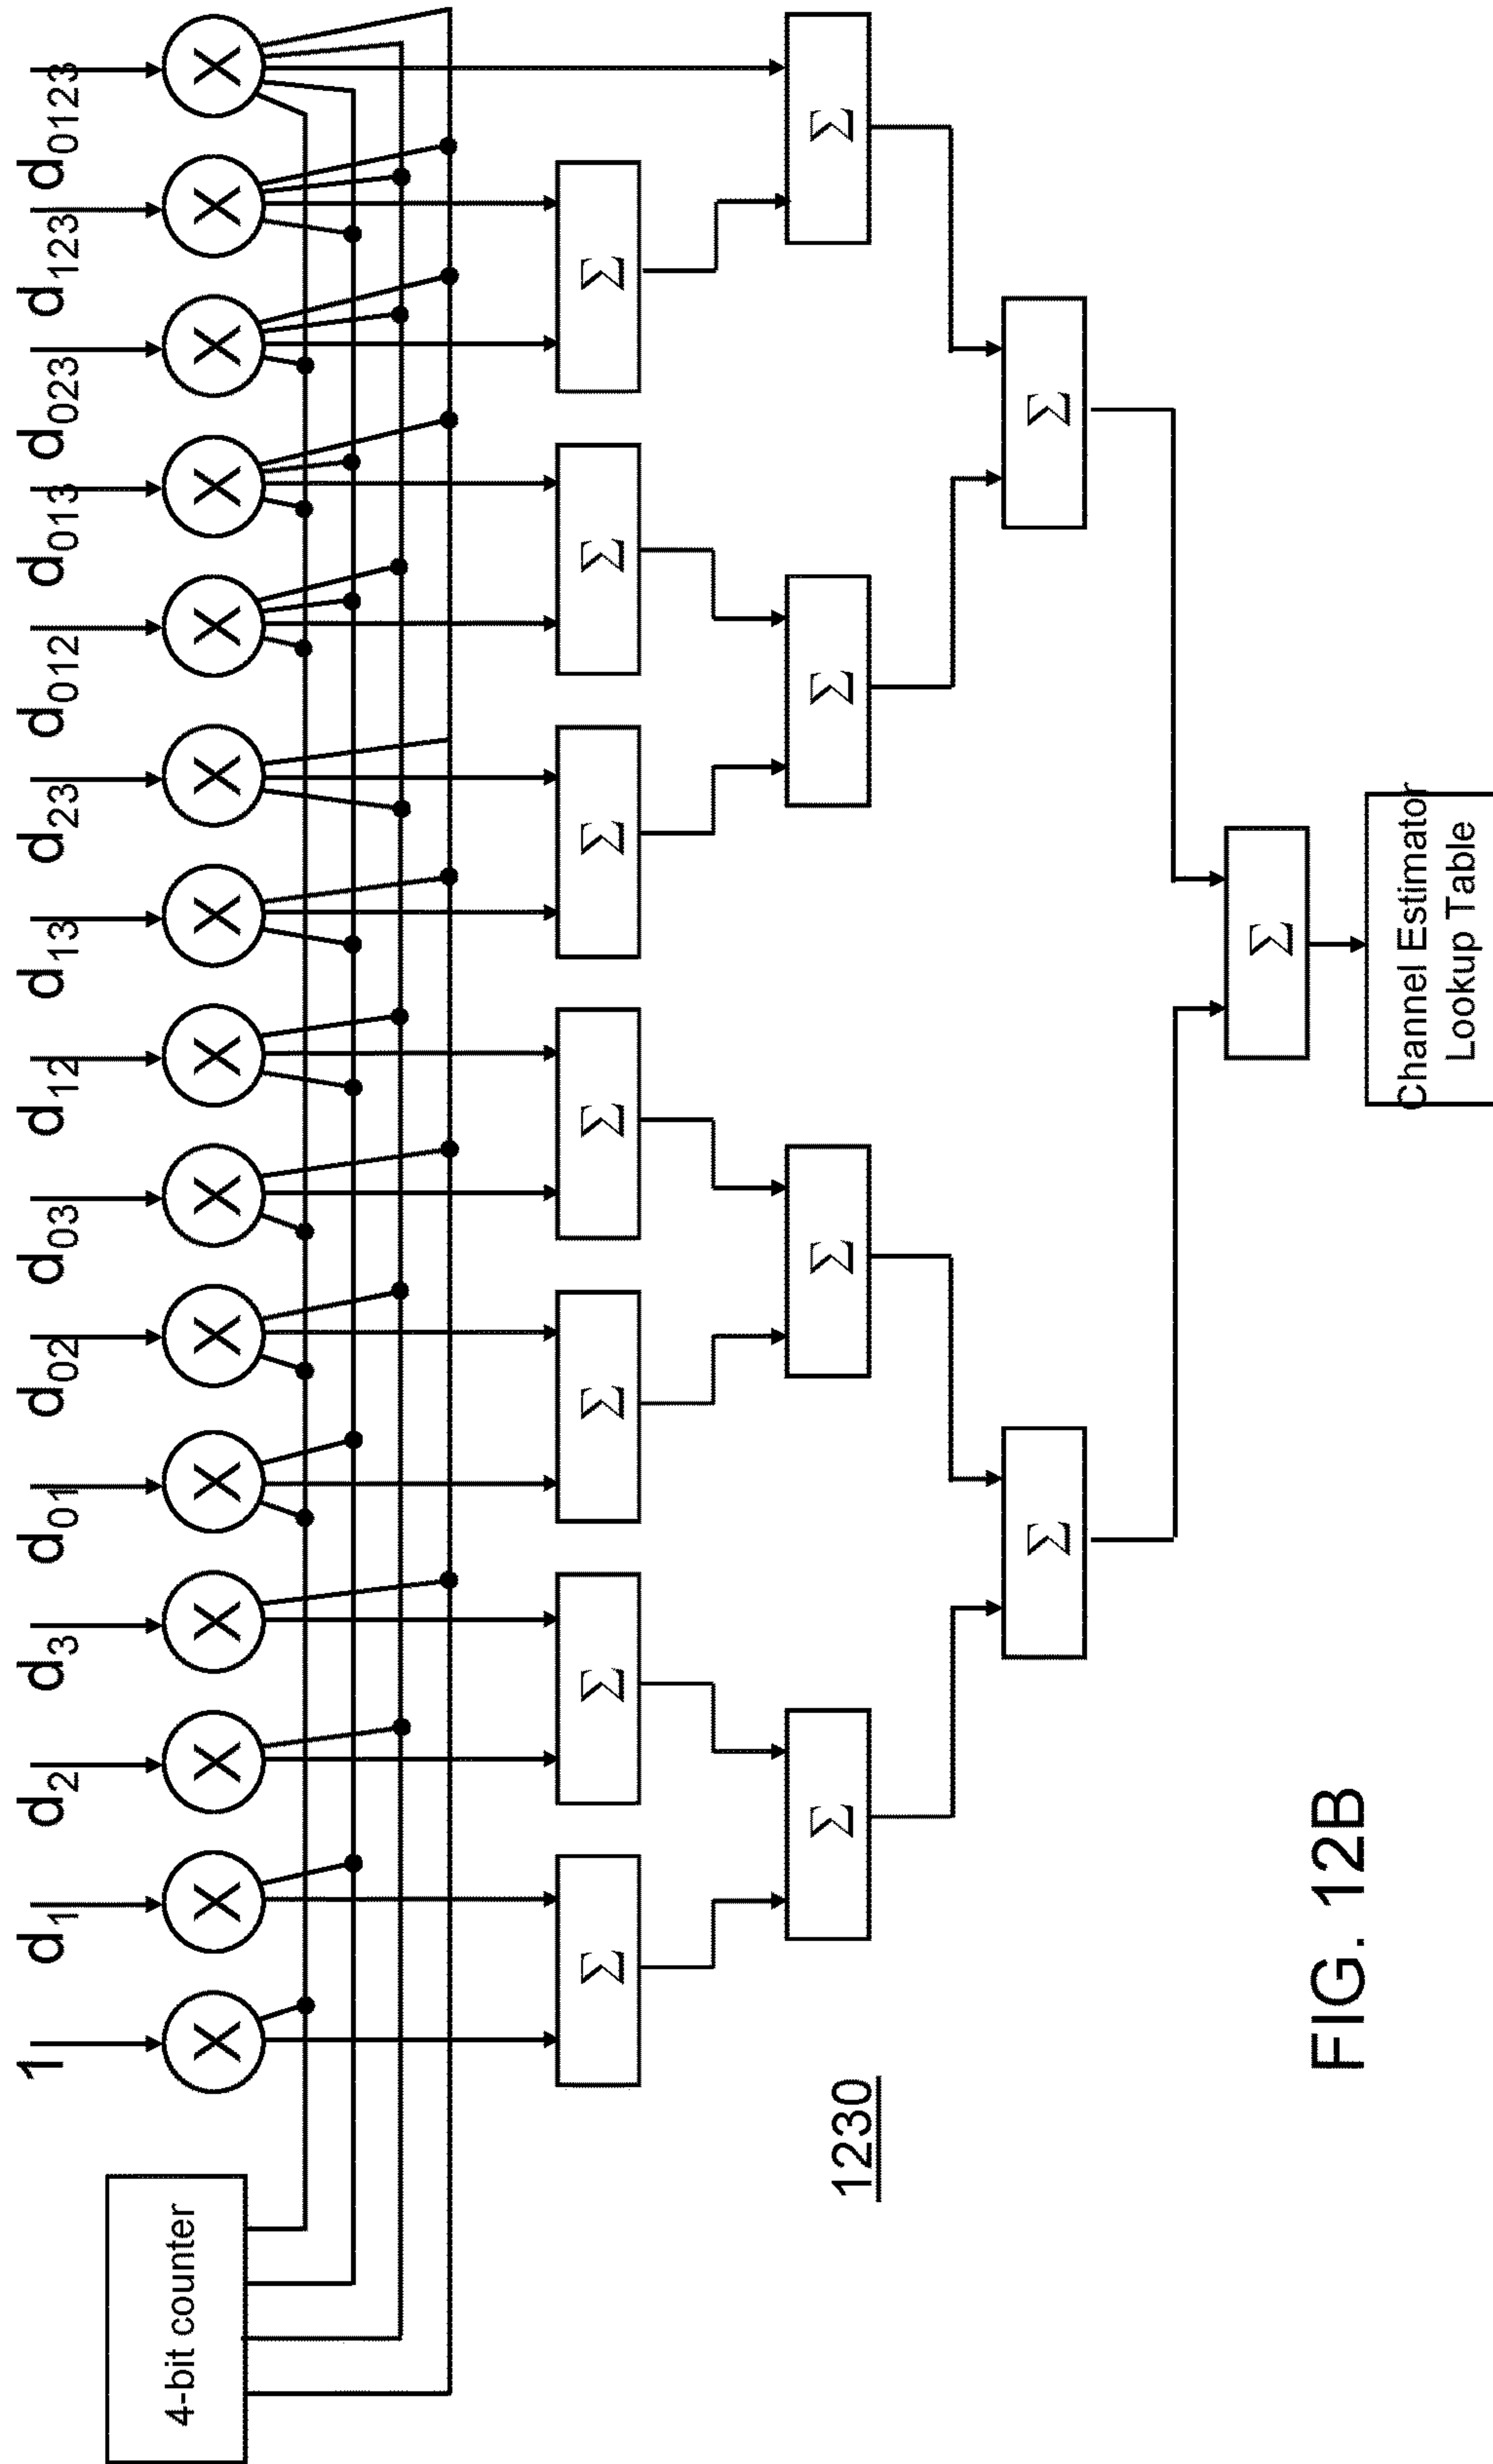 1
d1
d2
d3
d01
d02
d03
d12
d13
d23
d012
d013
d023
d123
d0123
4-bit counter
X X X X X X X X X X X X X X X
Σ Σ Σ Σ Σ Σ Σ
Σ Σ Σ Σ
Σ Σ
Σ
1230
Channel Estimator
Lookup Table
FIG. 12B